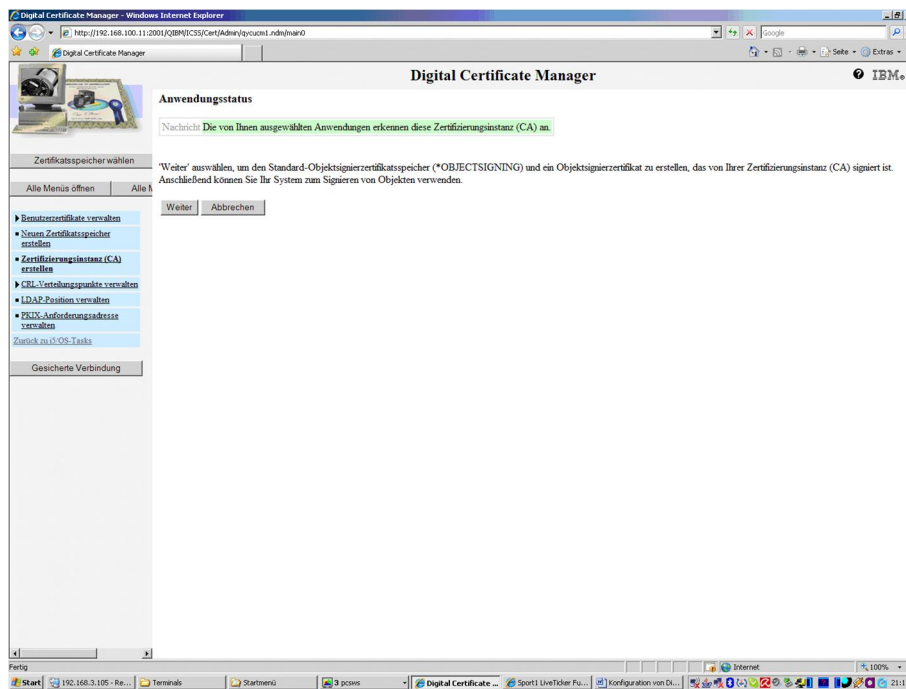 Digital Certificate Manager - Windows Internet Explorer
http://192.168.100.11:2001/QIBM/ICSS/Cert/Admin/qycucm1.ndm/main0
Google
Digital Certificate Manager
Seite
Extras
Digital Certificate Manager
IBM
Anwendungsstatus
Nachricht Die von Ihnen ausgewählten Anwendungen erkennen diese Zertifizierungsinstanz (CA) an.
Zertifikatsspeicher wählen
'Weiter' auswählen, um den Standard-Objektsignierzertifikatsspeicher (*OBJECTSIGNING) und ein Objektsignierzertifikat zu erstellen, das von Ihrer Zertifizierungsinstanz (CA) signiert ist.
Anschließend können Sie Ihr System zum Signieren von Objekten verwenden.
Alle Menüs öffnen
Alle M
Weiter
Abbrechen
Benutzerzertifikate verwalten
Neuen Zertifikatsspeicher
erstellen
Zertifizierungsinstanz (CA)
erstellen
CRL-Verteilungspunkte verwalten
LDAP-Position verwalten
PKIX-Anforderungsadresse
verwalten
Zurück zu i5/OS-Tasks
Gesicherte Verbindung
Fertig
Internet
100%
Start
192.168.3.105 - Re...
Terminals
Startmenü
3 pcsws
Digital Certificate ...
Sport1 LiveTicker Fu...
Konfiguration von Di...
21:1